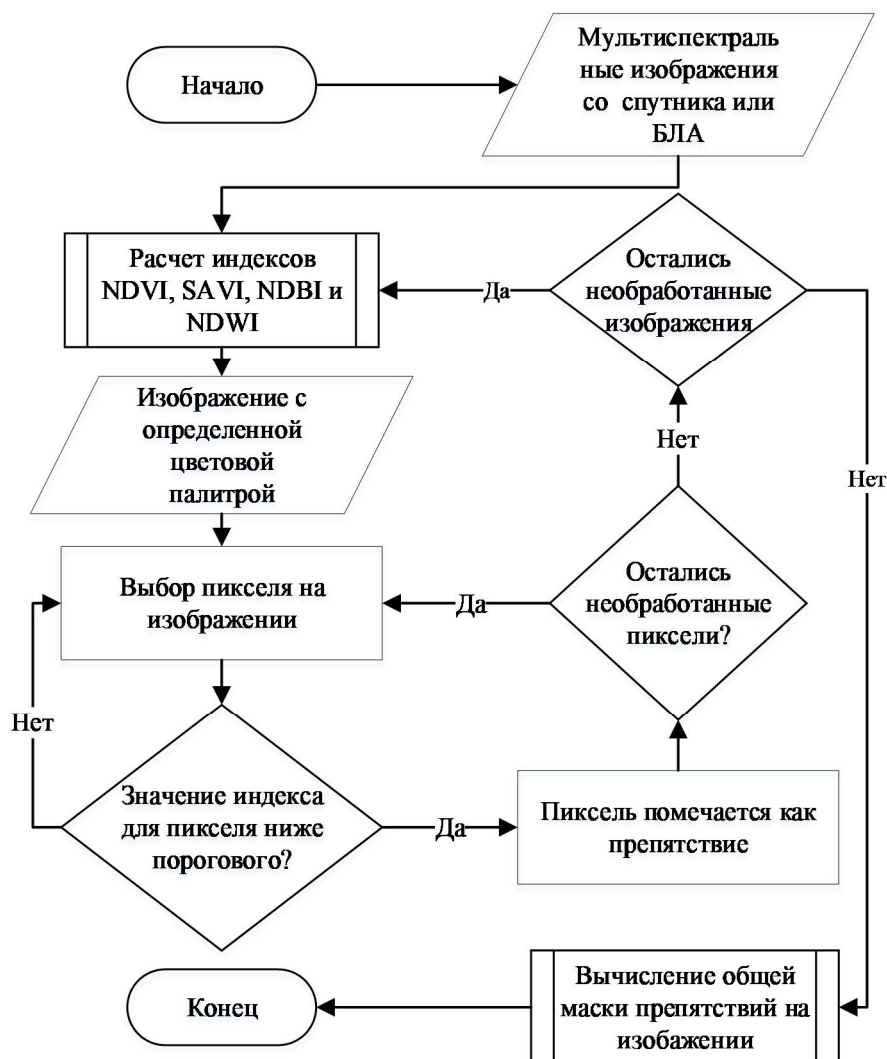 Начало
Мультиспектраль
ные изображения
со спутника или
БЛА
Расчет индексов
NDVI, SAVI, NDBI и
NDWI
Да
Остались
необработанные
изображения
Изображение с
определенной
цветовой
палитрой
Нет
Нет
Выбор пикселя на
изображении
Да
Остались
необработанные
пиксели?
Нет
Значение индекса
для пикселя ниже
порогового?
Да
Пиксель помечается как
препятствие
Конец
Вычисление общей
маски препятствий на
изобажении